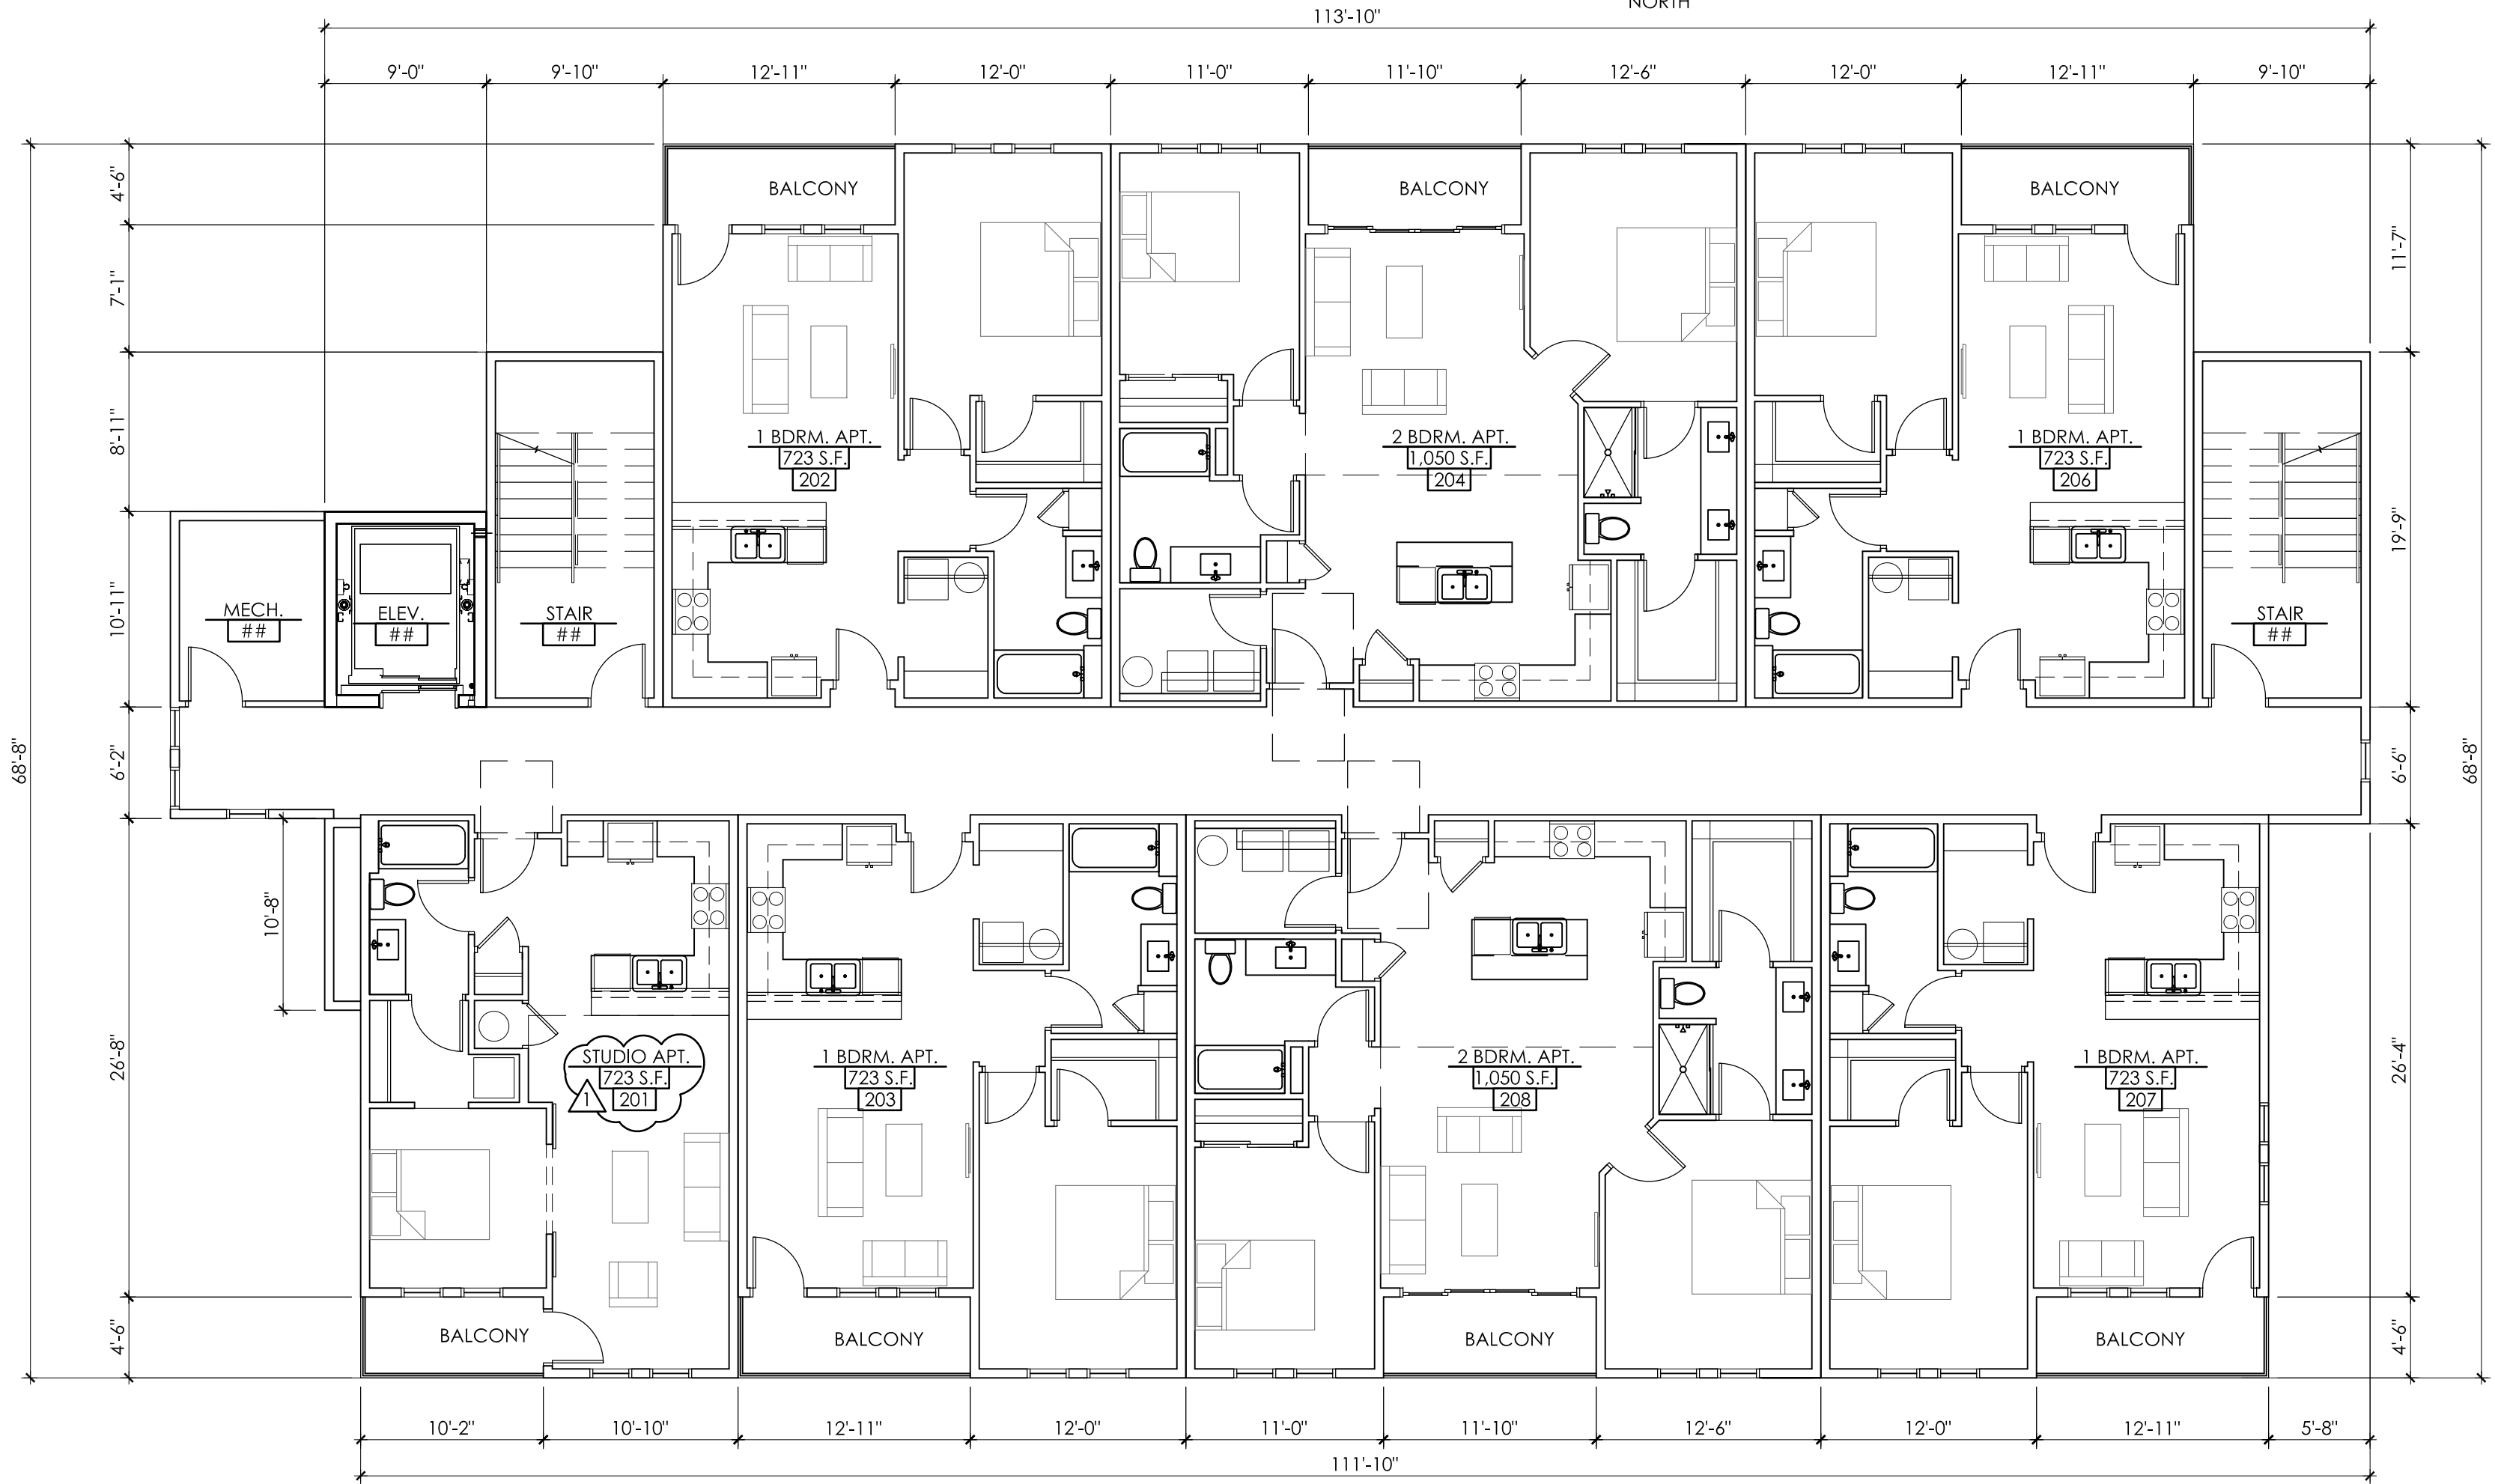 NORTH
113'-10"
9'-0" 9'-10" 12'-11" 12'-0" 11'-0" 11'-10" 12'-6" 12'-0" 12'-11" 9'-10"
BALCONY
BALCONY
BALCONY
4'-6"
7'-1"
8'-11"
10'-11"
6'-2"
68'-8"
10'-8"
26'-8"
4'-6"
11'-7"
19'-9"
6'-6"
68'-8"
26'-4"
4'-6"
1 BDRM. APT.
723 S.F.
202
2 BDRM. APT.
1,050 S.F.
204
1 BDRM. APT.
723 S.F.
206
MECH.
##
ELEV.
##
STAIR
##
STAIR
##
STUDIO APT.
723 S.F.
1
201
1 BDRM. APT.
723 S.F.
203
2 BDRM. APT.
1,050 S.F.
208
1 BDRM. APT.
723 S.F.
207
BALCONY
BALCONY
BALCONY
BALCONY
10'-2" 10'-10" 12'-11" 12'-0" 11'-0" 11'-10" 12'-6" 12'-0" 12'-11" 5'-8"
111'-10"